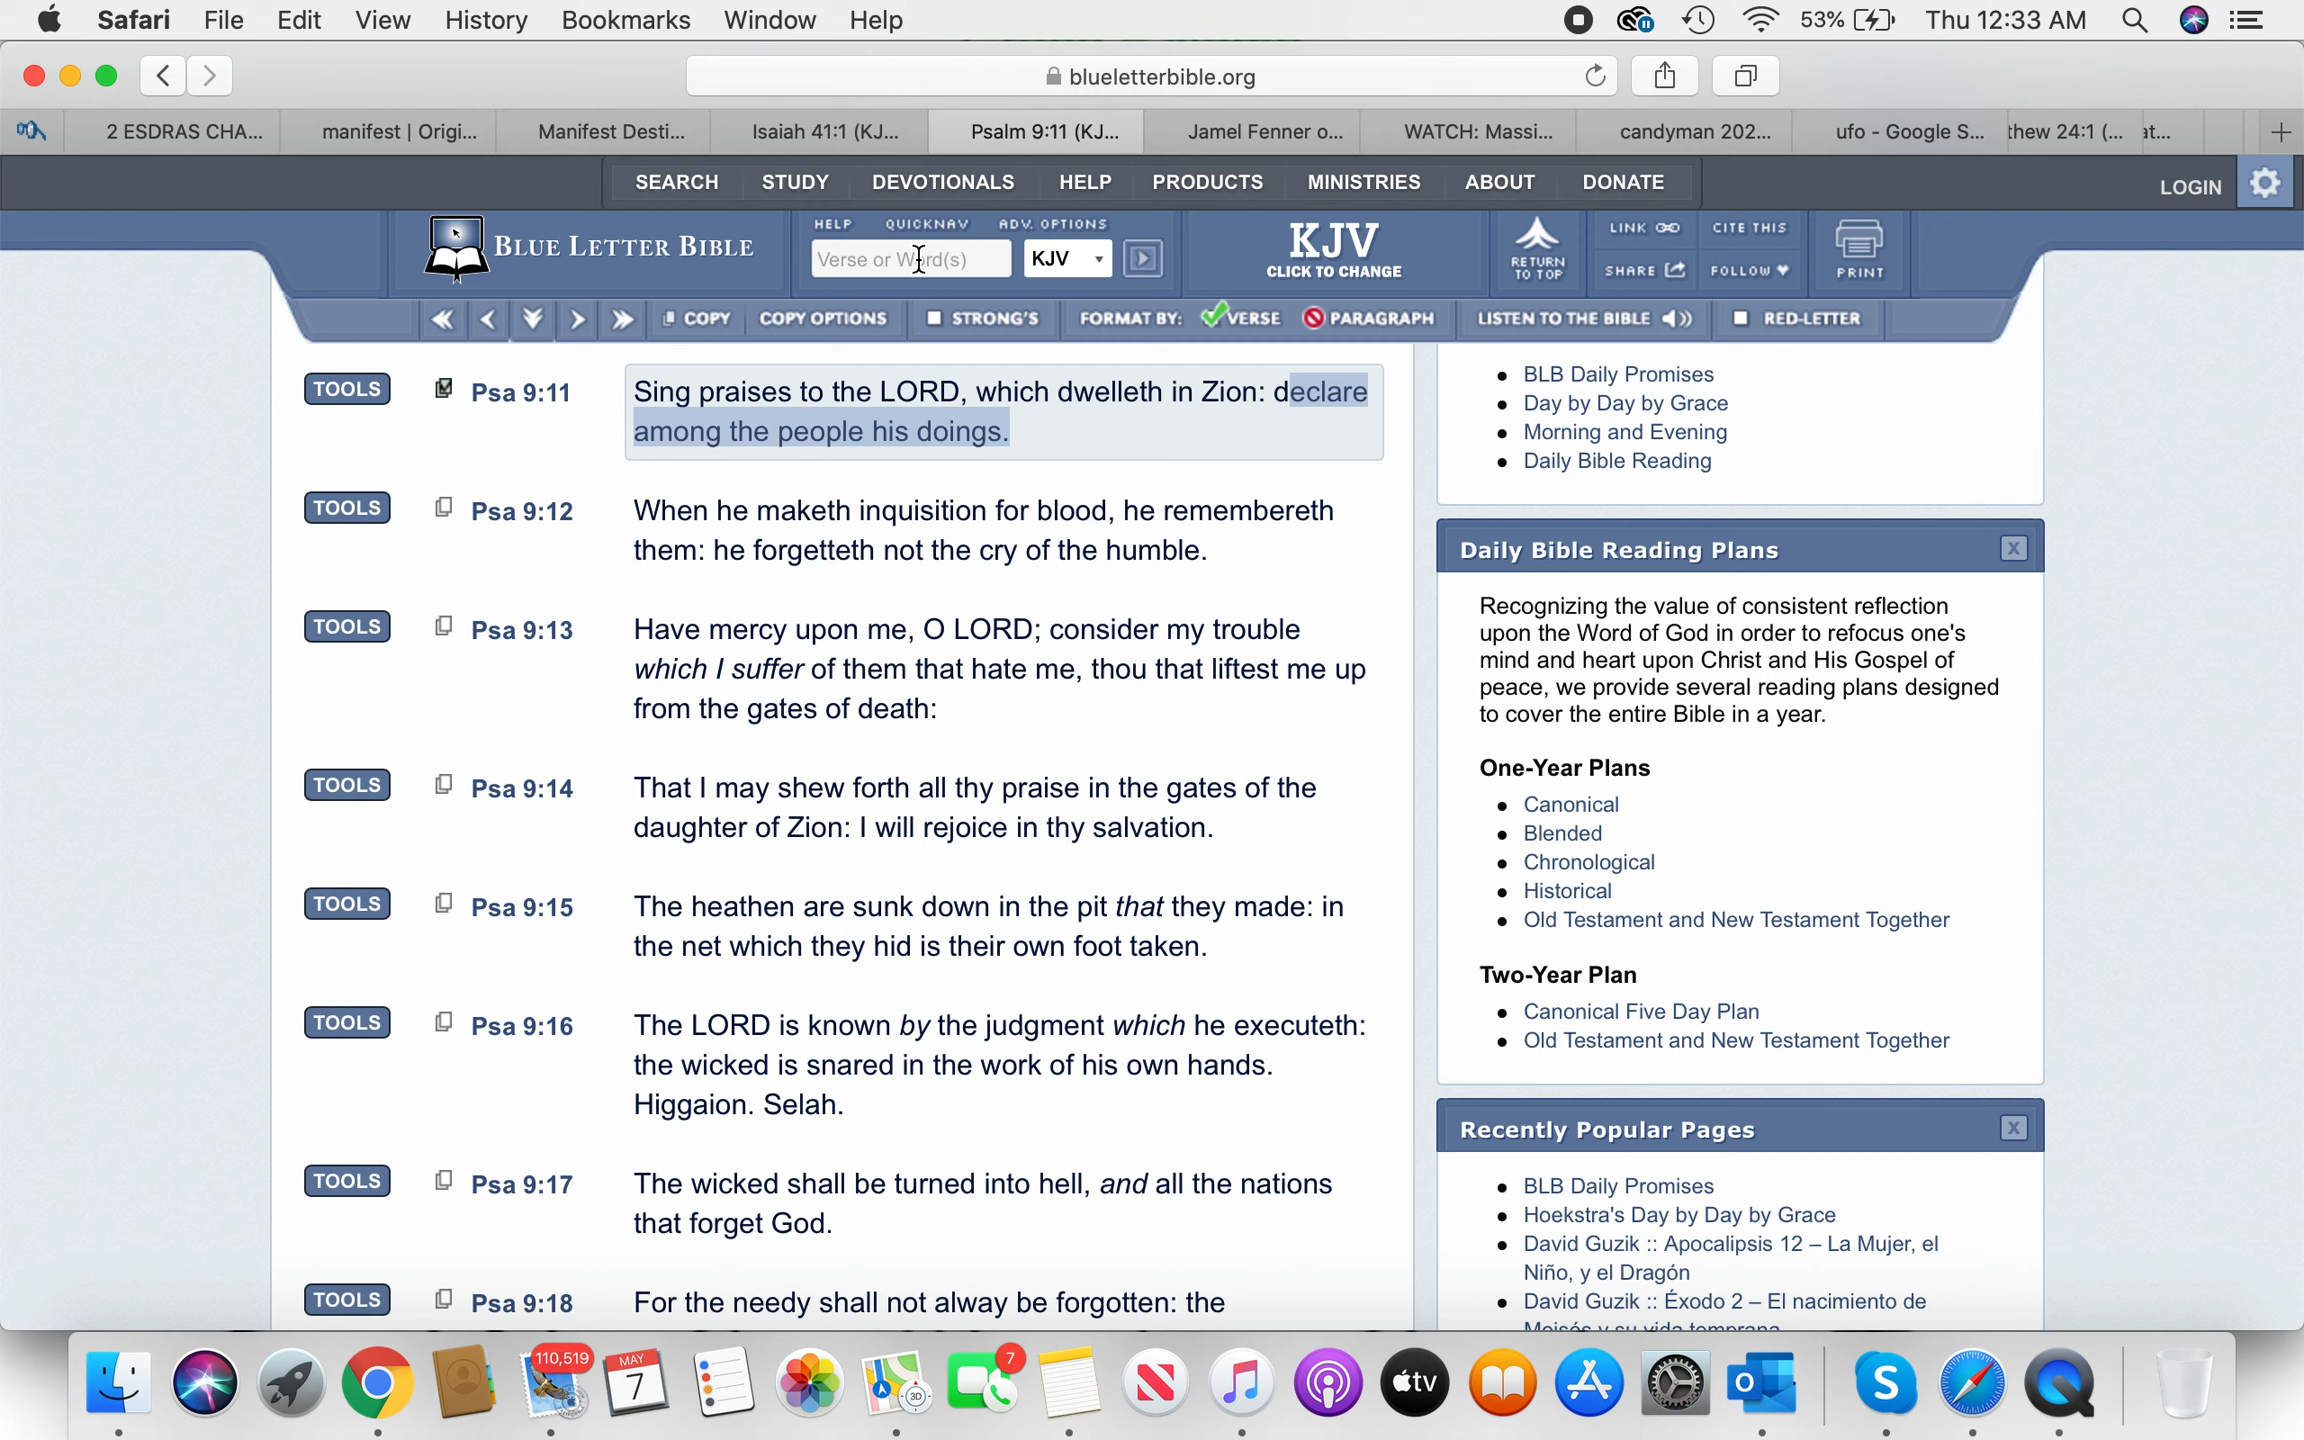 Safari File Edit View History Bookmarks Window Help 53% Thu 12:33 AM
blueletterbible.org
2 ESDRAS CHA... manifest | Origi... Manifest Desti... Isaiah 41:1 (KJ... Psalm 9:11 (KJ... Jamel Fenner o... WATCH: Massi... candyman 202... ufo - Google S... thew 24:1 (... at...
SEARCH STUDY DEVOTIONALS HELP PRODUCTS MINISTRIES ABOUT DONATE LOGIN
HELP QUICKNAV ADV. OPTIONS
BLUE LETTER BIBLE
Verse or Word(s) KJV
KJV
CLICK TO CHANGE
RETURN
TO TOP
LINK CITE THIS
SHARE FOLLOW
PRINT
COPY COPY OPTIONS STRONG'S FORMAT BY: VERSE PARAGRAPH LISTEN TO THE BIBLE RED-LETTER
TOOLS Psa 9:11 Sing praises to the LORD, which dwelleth in Zion: declare
among the people his doings.
TOOLS Psa 9:12 When he maketh inquisition for blood, he remembereth
them: he forgetteth not the cry of the humble.
TOOLS Psa 9:13 Have mercy upon me, O LORD; consider my trouble
which I suffer of them that hate me, thou that liftest me up
from the gates of death:
TOOLS Psa 9:14 That I may shew forth all thy praise in the gates of the
daughter of Zion: I will rejoice in thy salvation.
TOOLS Psa 9:15 The heathen are sunk down in the pit that they made: in
the net which they hid is their own foot taken.
TOOLS Psa 9:16 The LORD is known by the judgment which he executeth:
the wicked is snared in the work of his own hands.
Higgaion. Selah.
TOOLS Psa 9:17 The wicked shall be turned into hell, and all the nations
that forget God.
TOOLS Psa 9:18 For the needy shall not alway be forgotten: the
BLB Daily Promises
Day by Day by Grace
Morning and Evening
Daily Bible Reading
Daily Bible Reading Plans X
Recognizing the value of consistent reflection
upon the Word of God in order to refocus one's
mind and heart upon Christ and His Gospel of
peace, we provide several reading plans designed
to cover the entire Bible in a year.
One-Year Plans
Canonical
Blended
Chronological
Historical
Old Testament and New Testament Together
Two-Year Plan
Canonical Five Day Plan
Old Testament and New Testament Together
Recently Popular Pages X
BLB Daily Promises
Hoekstra's Day by Day by Grace
David Guzik :: Apocalipsis 12 – La Mujer, el
Niño, y el Dragón
David Guzik :: Éxodo 2 – El nacimiento de
Moisés y su vida temprana
110,519 MAY 7 3D 7 tv O S